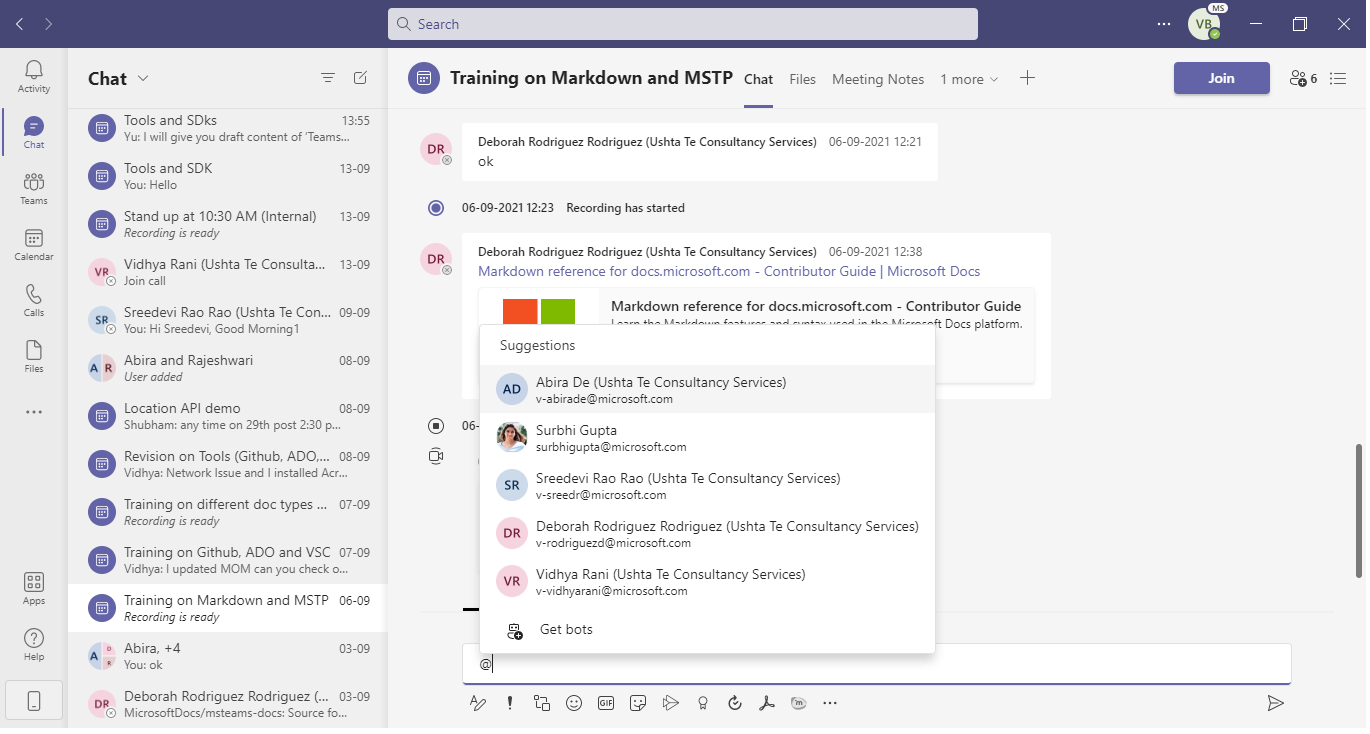 Search
MS
VB
Activity
Chat
Teams
Calendar
Calls
Files
Apps
Help
Chat
Tools and SDks 13:55
Yu: I will give you draft content of 'Teams...
Tools and SDK 13-09
You: Hello
Stand up at 10:30 AM (Internal) 13-09
Recording is ready
VR Vidhya Rani (Ushta Te Consulta... 13-09
Join call
SR Sreedevi Rao Rao (Ushta Te Con... 09-09
You: Hi Sreedevi, Good Morning1
A R Abira and Rajeshwari 08-09
User added
Location API demo 08-09
Shubham: any time on 29th post 2:30 p...
Revision on Tools (Github, ADO,... 08-09
Vidhya: Network Issue and I installed Acr...
Training on different doc types ... 07-09
Recording is ready
Training on Github, ADO and VSC 07-09
Vidhya: I updated MOM can you check o...
Training on Markdown and MSTP 06-09
Recording is ready
A D R Abira, +4 03-09
You: ok
DR Deborah Rodriguez Rodriguez (... 03-09
MicrosoftDocs/msteams-docs: Source fo...
Training on Markdown and MSTP Chat Files Meeting Notes 1 more Join 6
DR Deborah Rodriguez Rodriguez (Ushta Te Consultancy Services) 06-09-2021 12:21
ok
06-09-2021 12:23 Recording has started
DR Deborah Rodriguez Rodriguez (Ushta Te Consultancy Services) 06-09-2021 12:38
Markdown reference for docs.microsoft.com - Contributor Guide | Microsoft Docs
Markdown reference for docs.microsoft.com - Contributor Guide
Learn the Markdown features and syntax used in the Microsoft Docs platform.
06-
Suggestions
AD Abira De (Ushta Te Consultancy Services)
v-abirade@microsoft.com
Surbhi Gupta
surbhigupta@microsoft.com
SR Sreedevi Rao Rao (Ushta Te Consultancy Services)
v-sreedr@microsoft.com
DR Deborah Rodriguez Rodriguez (Ushta Te Consultancy Services)
v-rodriguezd@microsoft.com
VR Vidhya Rani (Ushta Te Consultancy Services)
v-vidhyarani@microsoft.com
Get bots
@
GIF